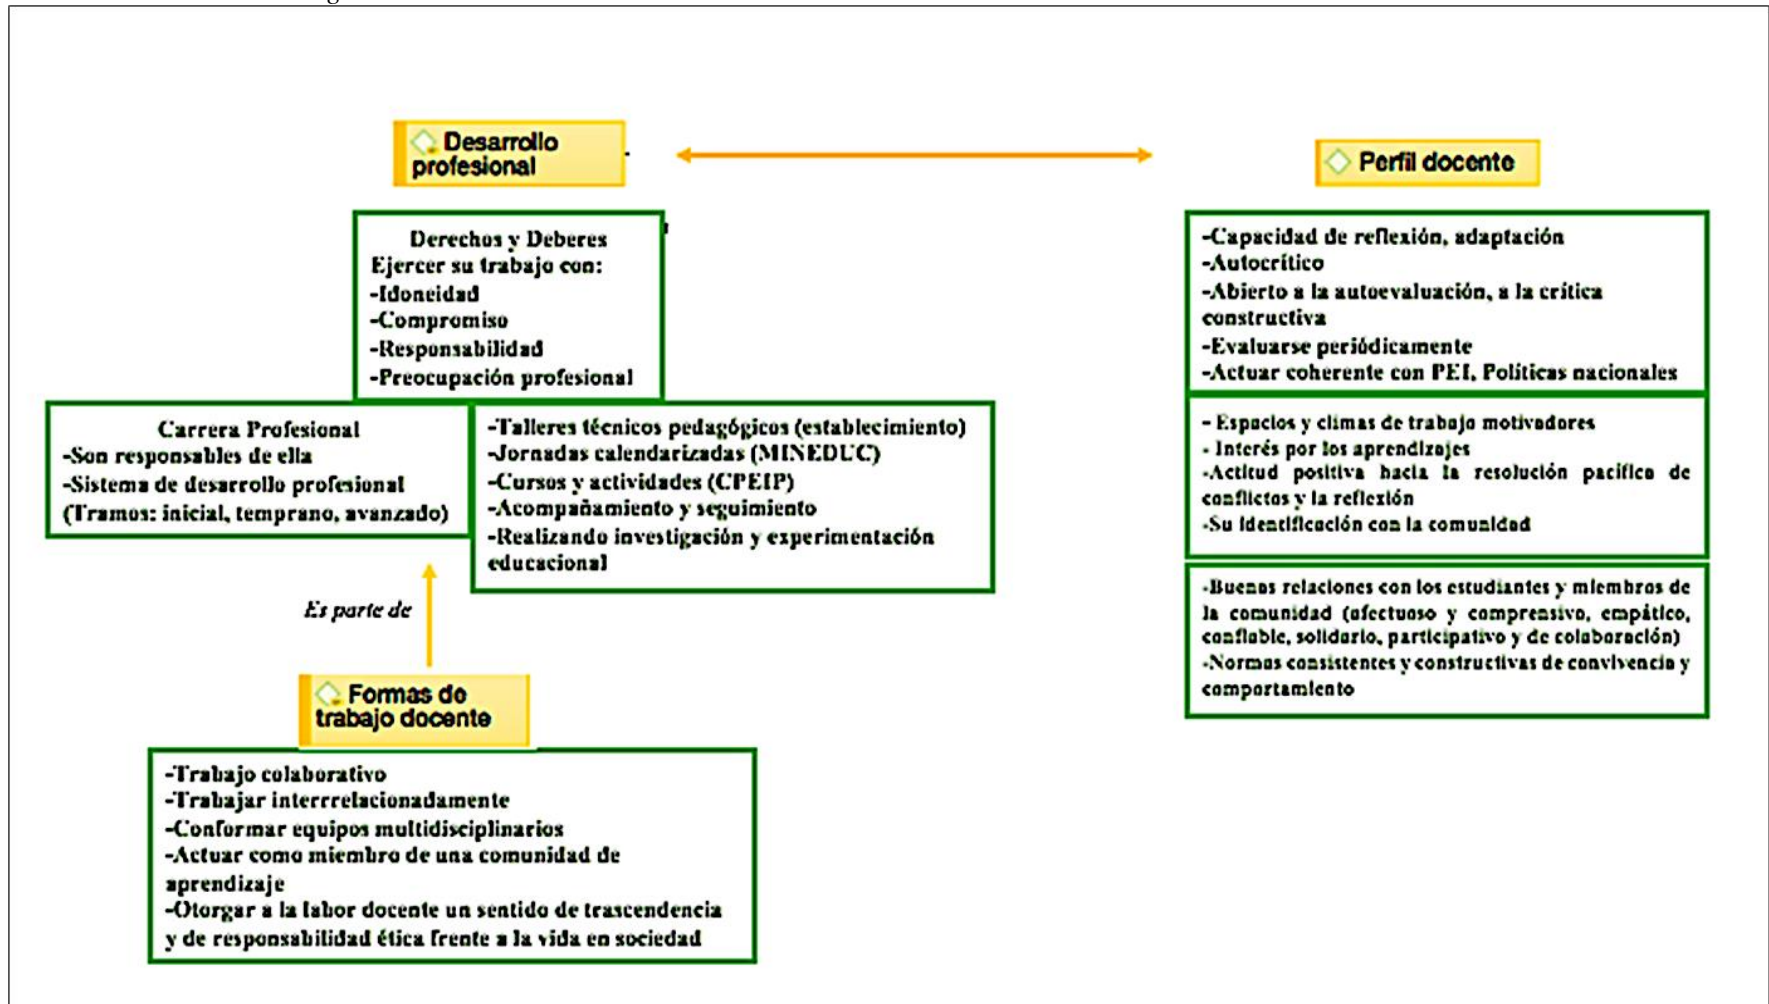 Desarrollo
profesional
Perfil docente
Derechos y Deberes
Ejercer su trabajo con:
-Idoneidad
-Compromiso
-Responsabilidad
-Preocupación profesional
Carrera Profesional
-Son responsables de ella
-Sistema de desarrollo profesional
(Tramos: inicial, temprano, avanzado)
-Talleres técnicos pedagógicos (establecimiento)
-Jornadas calendarizadas (MINEDUC)
-Cursos y actividades (CPEIP)
-Acompañamiento y seguimiento
-Realizando investigación y experimentación
educacional
Es parte de
Formas de
trabajo docente
-Trabajo colaborativo
-Trabajar interrrelacionadamente
-Conformar equipos multidisciplinarios
-Actuar como miembro de una comunidad de
aprendizaje
-Otorgar a la labor docente un sentido de trascendencia
y de responsabilidad ética frente a la vida en sociedad
-Capacidad de reflexión, adaptación
-Autocrítico
-Abierto a la autoevaluación, a la crítica
constructiva
-Evaluarse periódicamente
-Actuar coherente con PEI, Políticas nacionales
- Espacios y climas de trabajo motivadores
- Interés por los aprendizajes
-Actitud positiva hacia la resolución pacífica de
conflictos y la reflexión
-Su identificación con la comunidad
-Buenas relaciones con los estudiantes y miembros de
la comunidad (afectuoso y comprensivo, empático,
confiable, solidario, participativo y de colaboración)
-Normas consistentes y constructivas de convivencia y
comportamiento